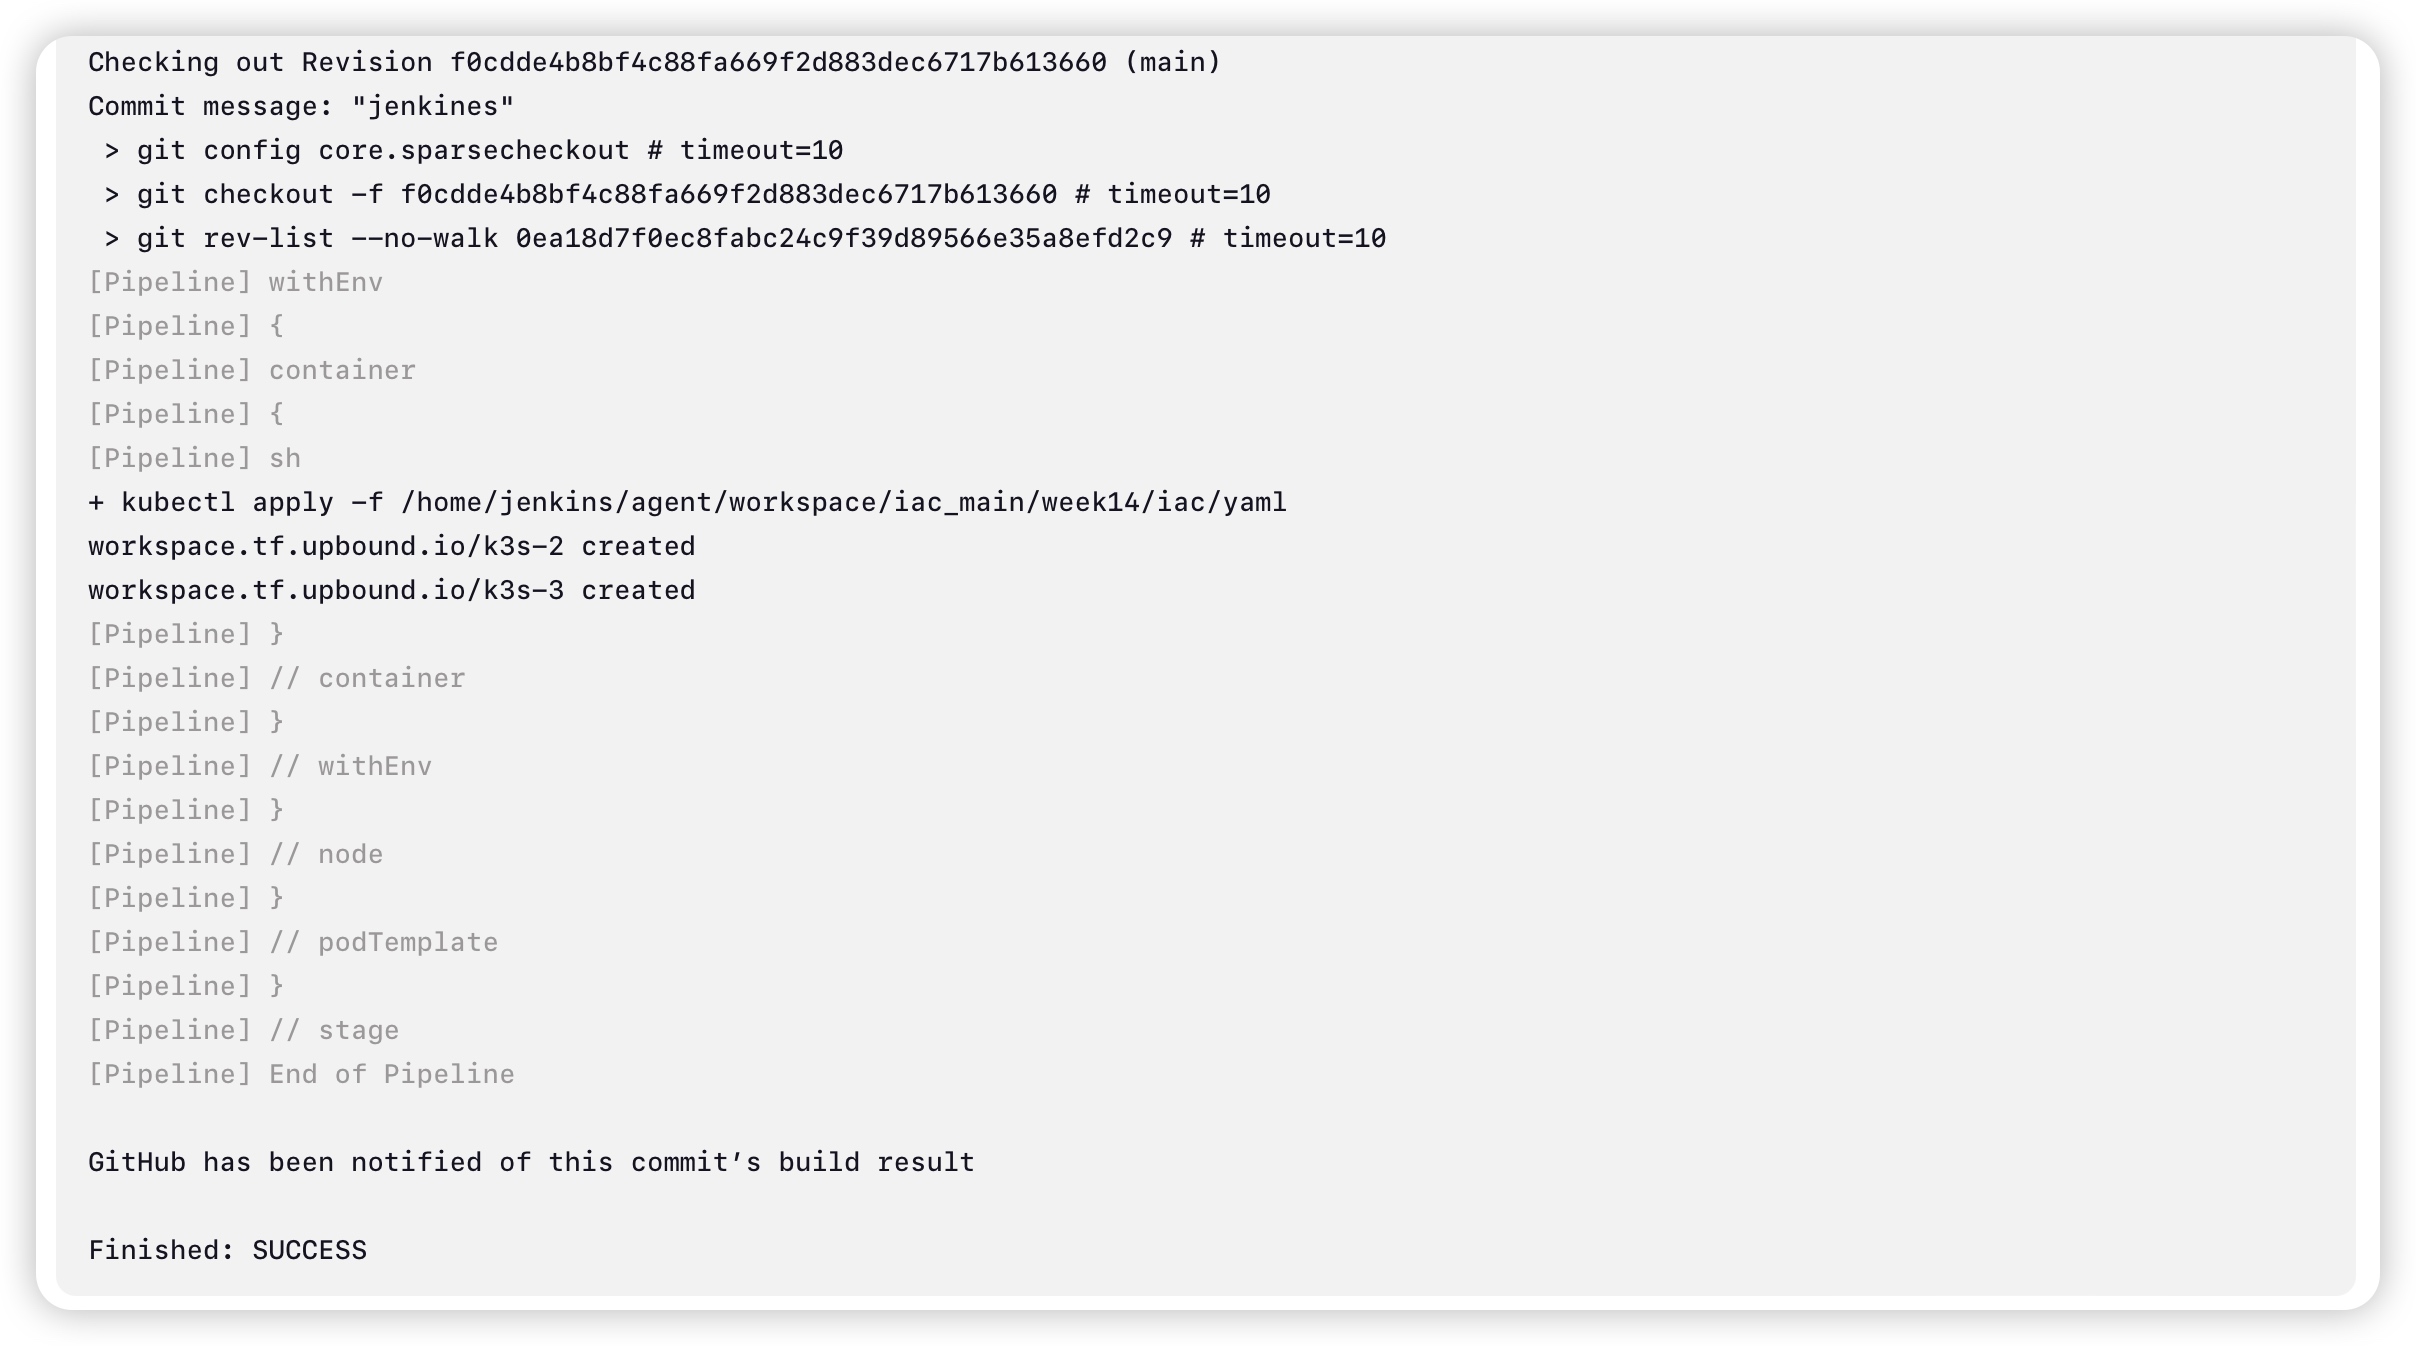 Checking out Revision f0cdde4b8bf4c88fa669f2d883dec6717b613660 (main)
Commit message: "jenkines"
 > git config core.sparsecheckout # timeout=10
 > git checkout -f f0cdde4b8bf4c88fa669f2d883dec6717b613660 # timeout=10
 > git rev-list --no-walk 0ea18d7f0ec8fabc24c9f39d89566e35a8efd2c9 # timeout=10
[Pipeline] withEnv
[Pipeline] {
[Pipeline] container
[Pipeline] {
[Pipeline] sh
+ kubectl apply -f /home/jenkins/agent/workspace/iac_main/week14/iac/yaml
workspace.tf.upbound.io/k3s-2 created
workspace.tf.upbound.io/k3s-3 created
[Pipeline] }
[Pipeline] // container
[Pipeline] }
[Pipeline] // withEnv
[Pipeline] }
[Pipeline] // node
[Pipeline] }
[Pipeline] // podTemplate
[Pipeline] }
[Pipeline] // stage
[Pipeline] End of Pipeline
GitHub has been notified of this commit’s build result
Finished: SUCCESS